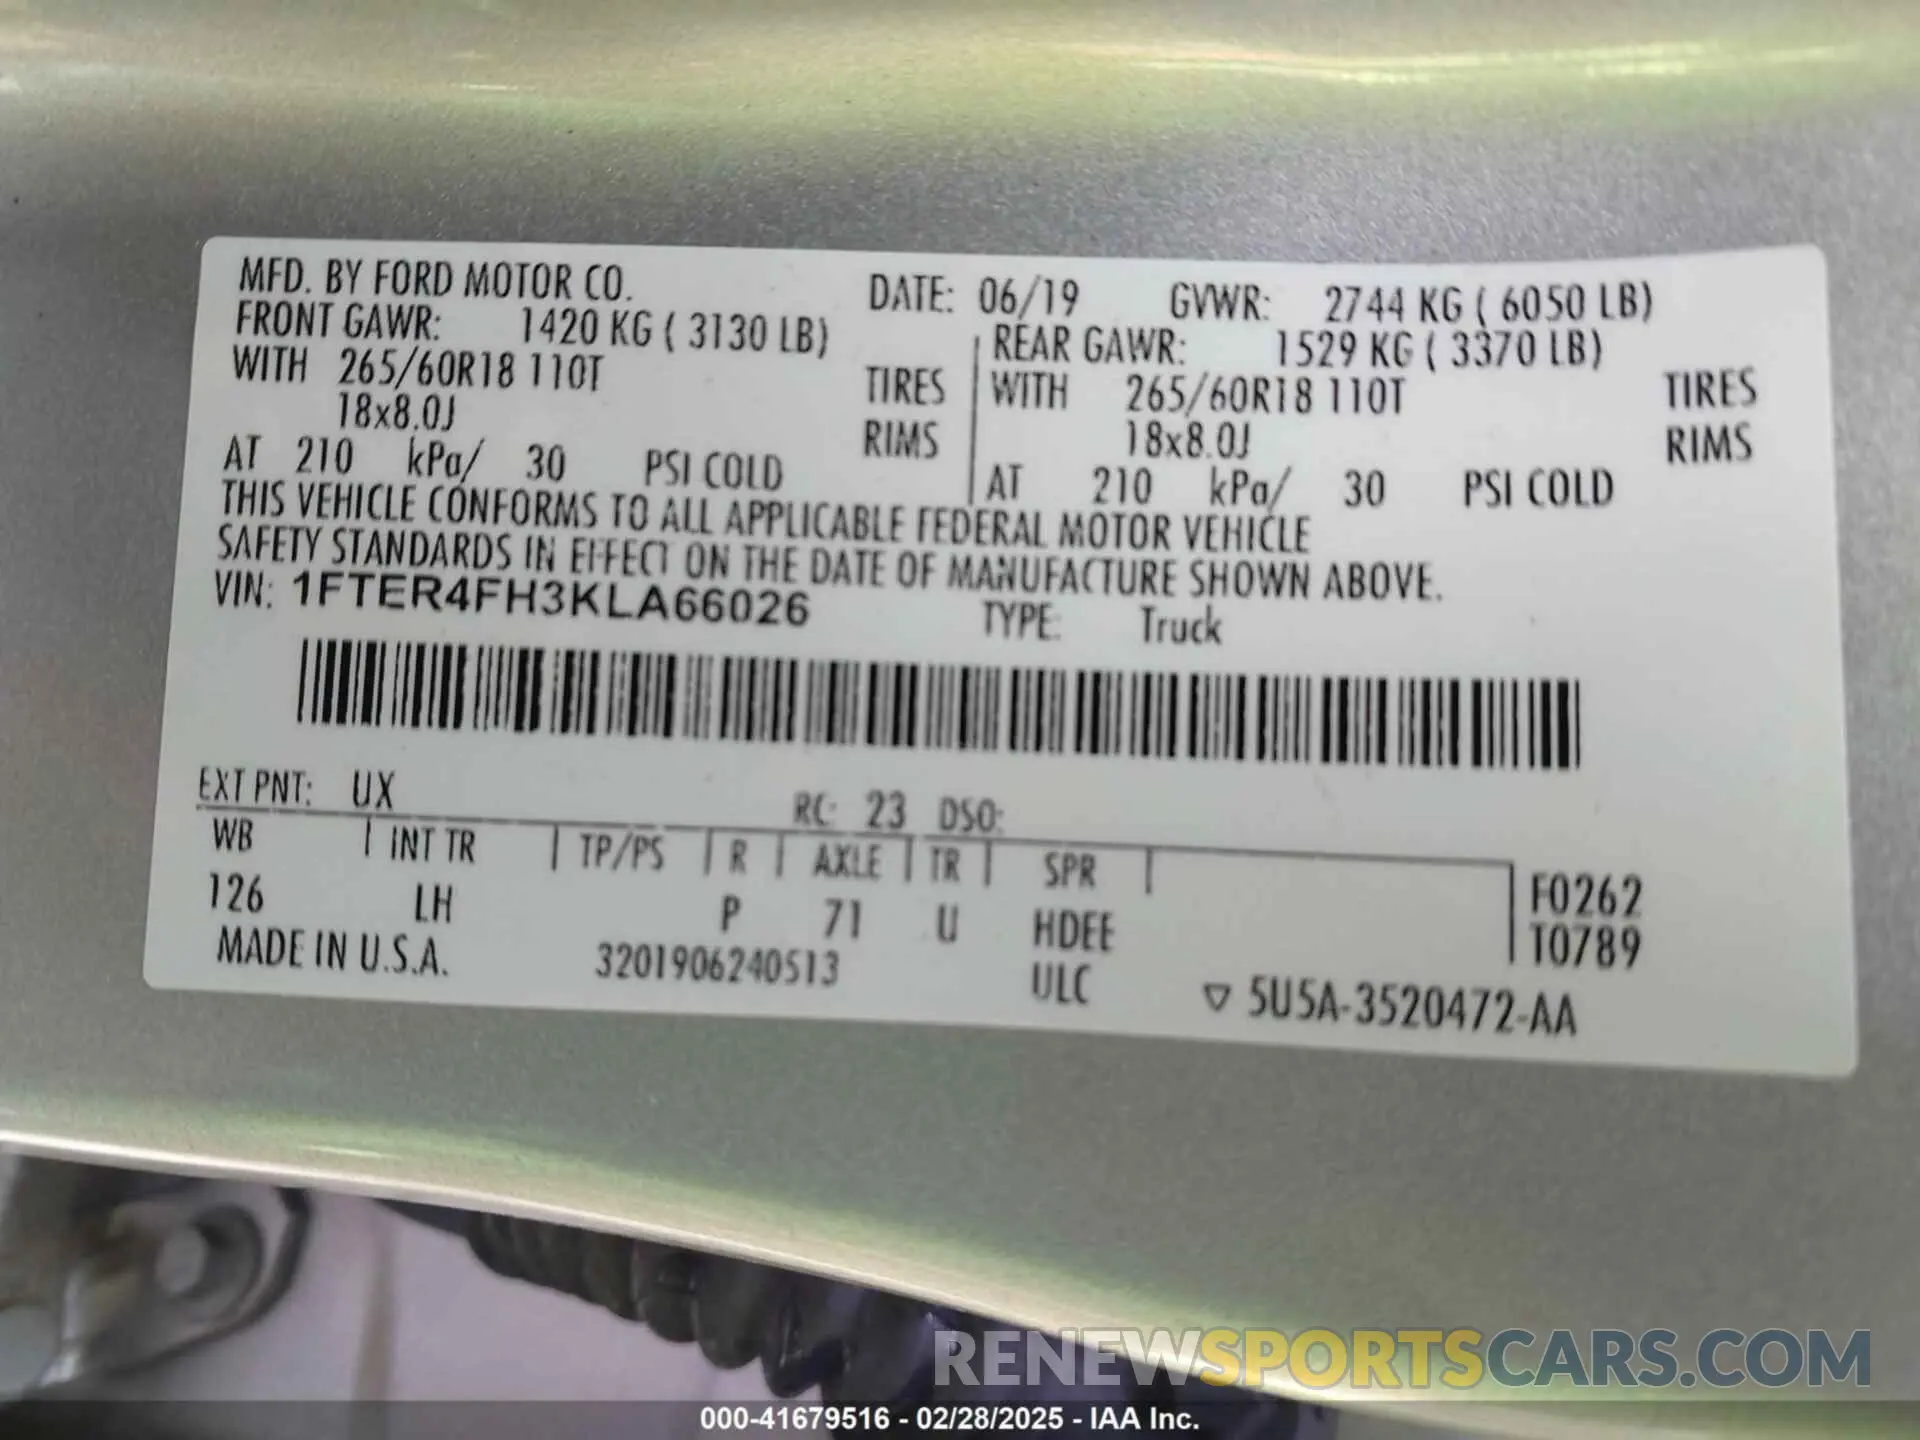 MFD. BY FORD MOTOR CO. DATE: 06/19 GVWR: 2744 KG ( 6050 LB)
FRONT GAWR: 1420 KG ( 3130 LB) REAR GAWR: 1529 KG ( 3370 LB)
WITH 265/60R18 110T TIRES WITH 265/60R18 110T TIRES
18x8.0J RIMS 18x8.0J RIMS
AT 210 kPa/ 30 PSI COLD AT 210 kPa/ 30 PSI COLD
THIS VEHICLE CONFORMS TO ALL APPLICABLE FEDERAL MOTOR VEHICLE
SAFETY STANDARDS IN EFFECT ON THE DATE OF MANUFACTURE SHOWN ABOVE.
VIN: 1FTER4FH3KLA66026 TYPE: Truck
EXT PNT: UX RC: 23 DSO:
WB INT TR TP/PS R AXLE TR SPR F0262
126 LH P 71 U HDEE T0789
MADE IN U.S.A. 3201906240513 ULC ▽ 5U5A-3520472-AA
RENEWSPORTSCARS.COM
000-41679516 - 02/28/2025 - IAA Inc.